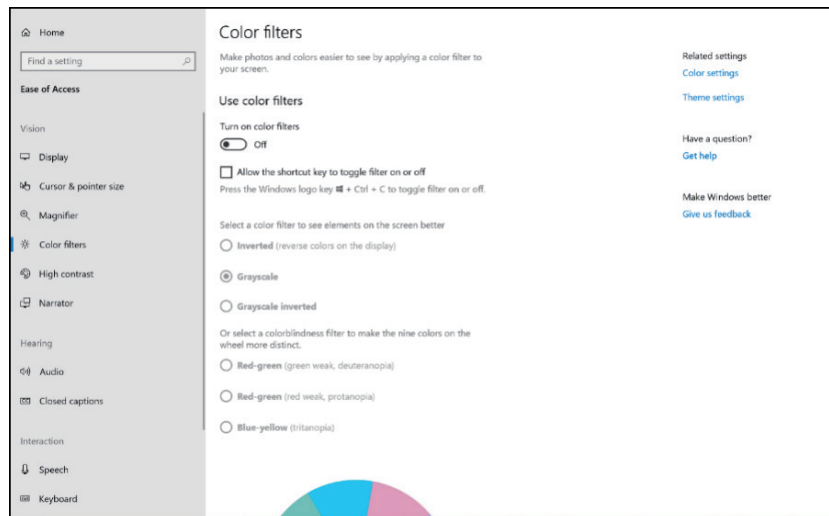 Home
Find a setting
Ease of Access
Vision
Display
Cursor & pointer size
Magnifier
Color filters
High contrast
Narrator
Hearing
Audio
Closed captions
Interaction
Speech
Keyboard
Color filters
Make photos and colors easier to see by applying a color filter to
your screen.
Use color filters
Turn on color filters
Off
Allow the shortcut key to toggle filter on or off
Press the Windows logo key + Ctrl + C to toggle filter on or off.
Select a color filter to see elements on the screen better
Inverted (reverse colors on the display)
Grayscale
Grayscale inverted
Or select a colorblindness filter to make the nine colors on the
wheel more distinct.
Red-green (green weak, deuteranopia)
Red-green (red weak, protanopia)
Blue-yellow (tritanopia)
Related settings
Color settings
Theme settings
Have a question?
Get help
Make Windows better
Give us feedback